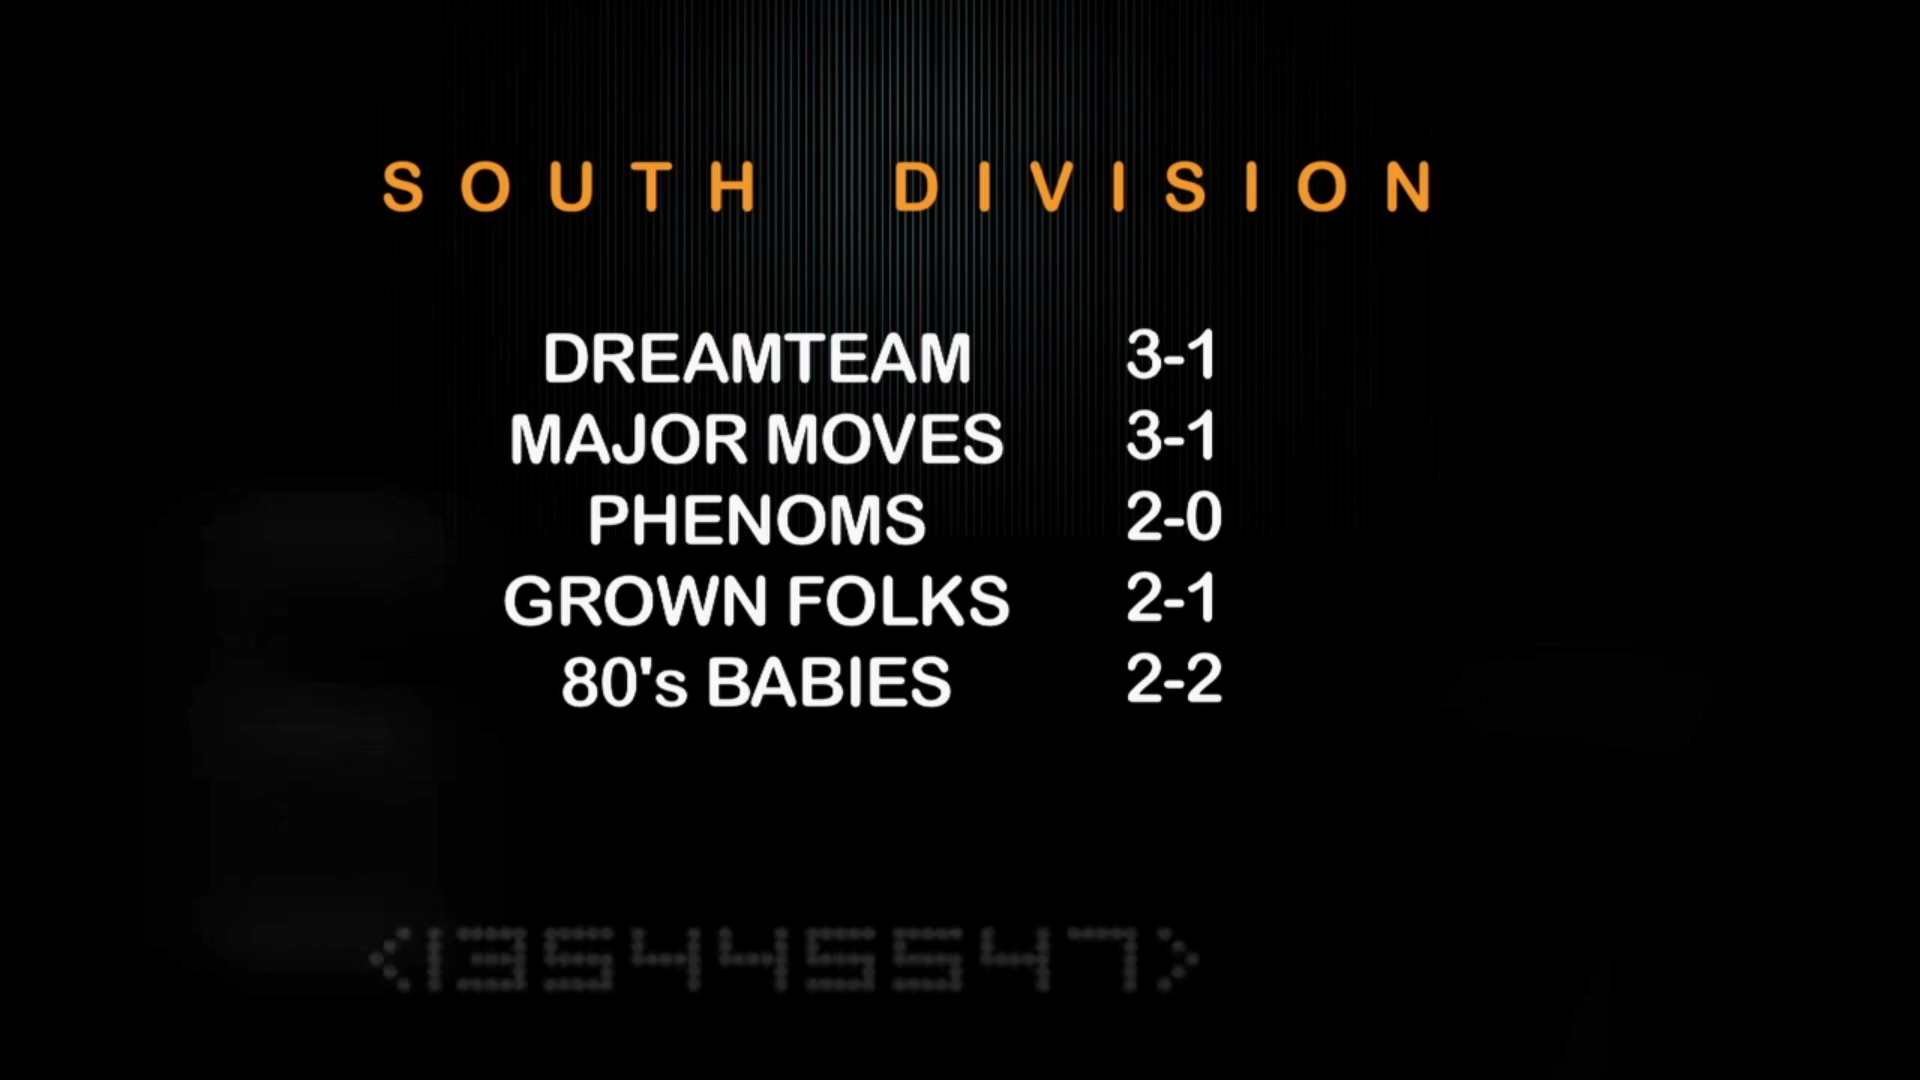 SOUTH DIVISION
DREAMTEAM 3-1
MAJOR MOVES 3-1
PHENOMS 2-0
GROWN FOLKS 2-1
80's BABIES 2-2
<1354455547>